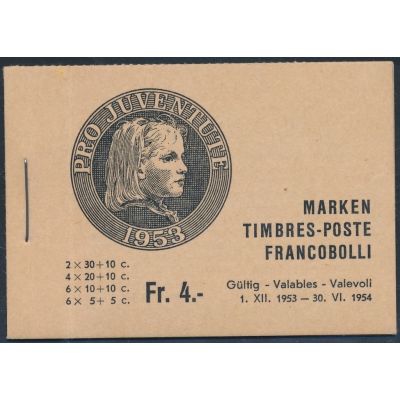 PRO JUVENTUTE
1953
MARKEN
TIMBRES-POSTE
FRANCOBOLLI
2 x 30 + 10 c.
4 x 20 + 10 c.
6 x 10 + 10 c.
6 x 5 + 5 c.
Fr. 4.-
Gültig - Valables - Valevoli
1. XII. 1953 — 30. VI. 1954